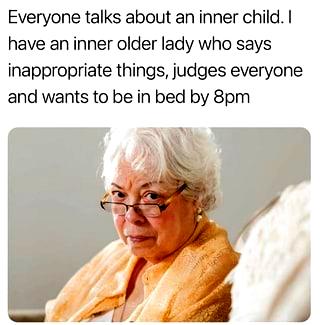 Everyone talks about an inner child. I
have an inner older lady who says
inappropriate things, judges everyone
and wants to be in bed by 8pm